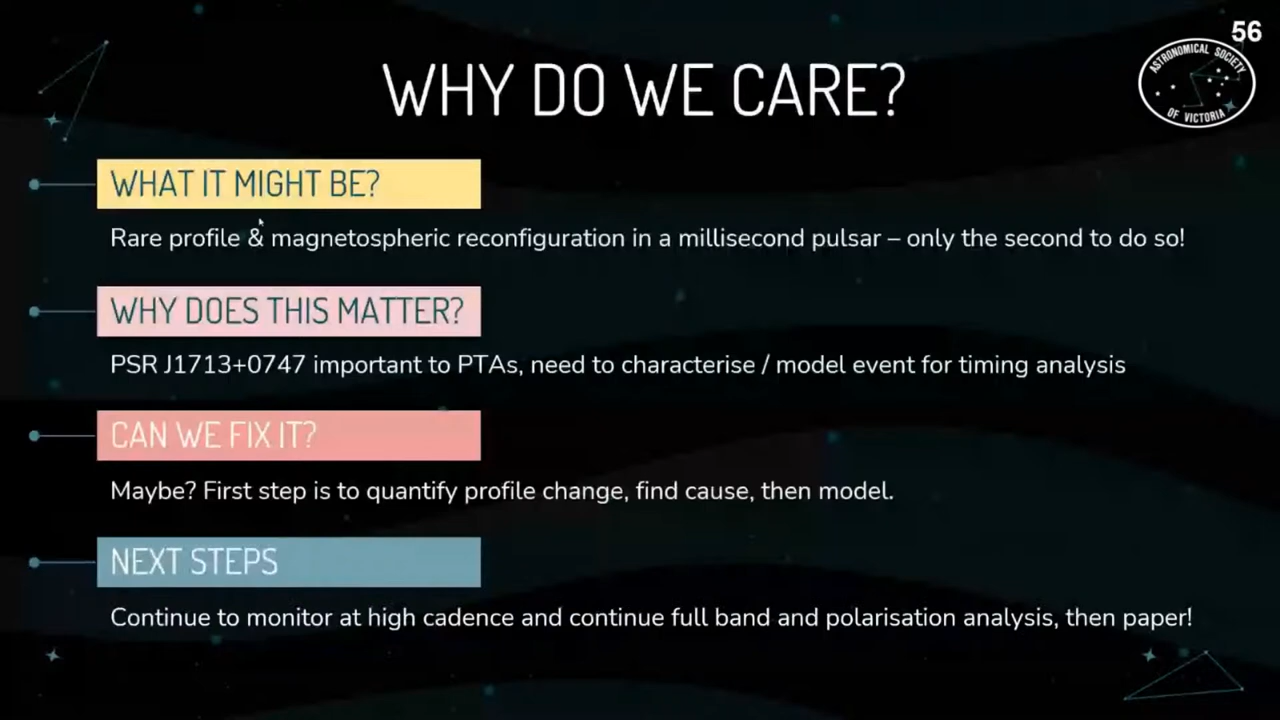 56
ASTRONOMICAL SOCIETY
OF VICTORIA
WHY DO WE CARE?
WHAT IT MIGHT BE?
Rare profile & magnetospheric reconfiguration in a millisecond pulsar – only the second to do so!
WHY DOES THIS MATTER?
PSR J1713+0747 important to PTAs, need to characterise / model event for timing analysis
CAN WE FIX IT?
Maybe? First step is to quantify profile change, find cause, then model.
NEXT STEPS
Continue to monitor at high cadence and continue full band and polarisation analysis, then paper!